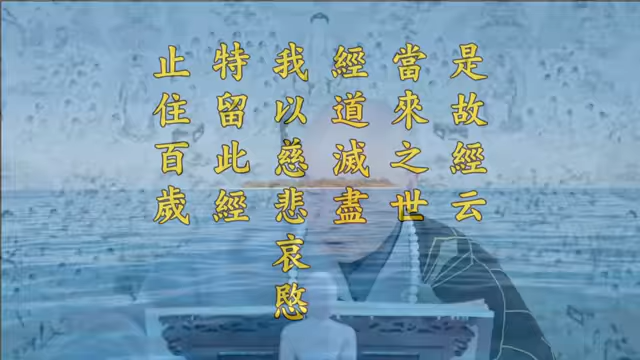 是故經云
當來之世
經道滅盡
我以慈悲哀愍
特留此經
止住百歲